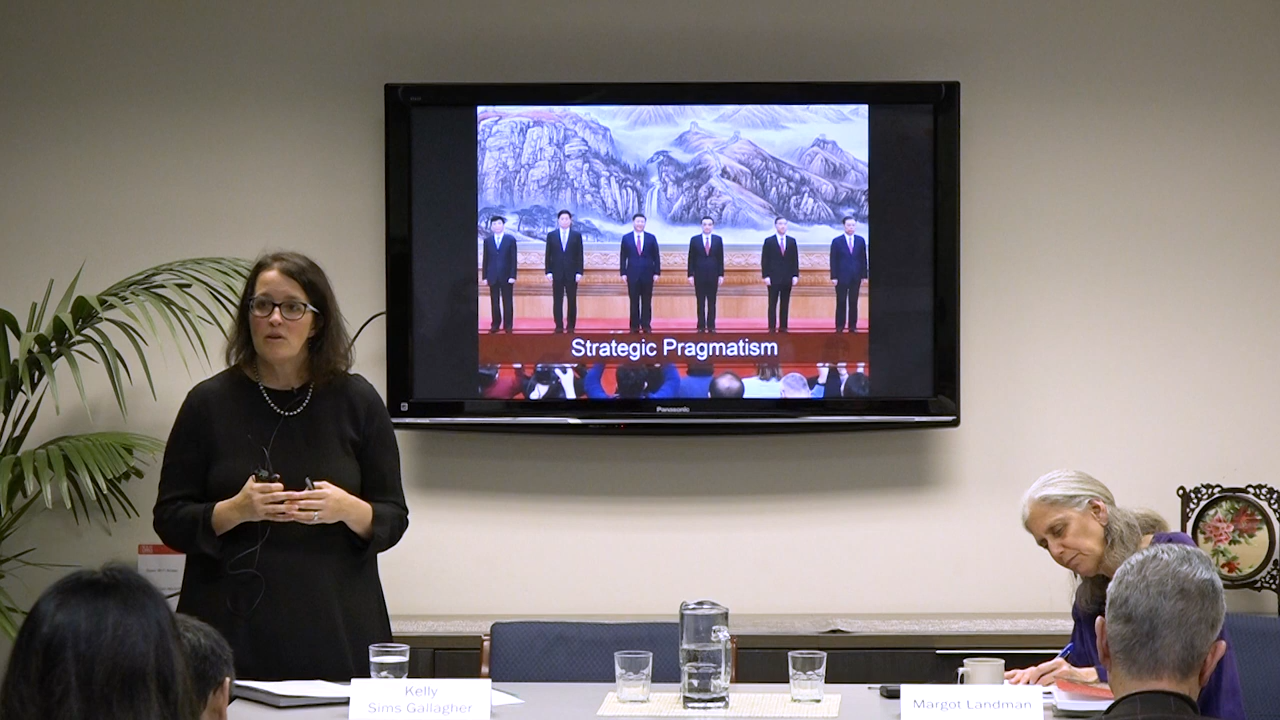 Strategic Pragmatism
Panasonic
Kelly
Sims Gallagher
Margot Landman